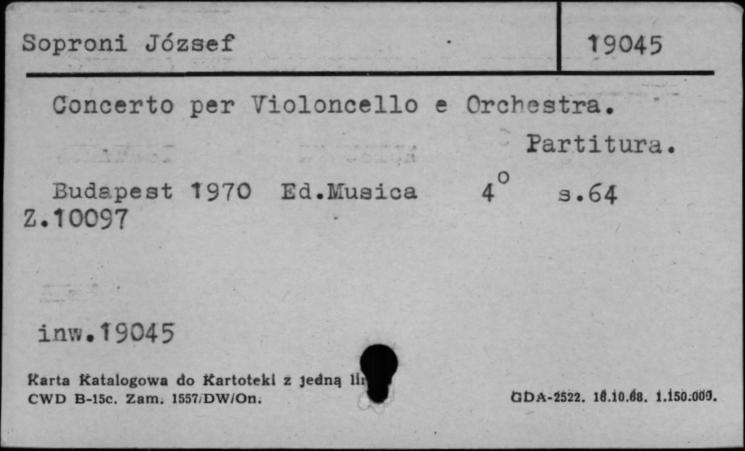 Soproni József 19045
Concerto per Violoncello e Orchestra.
Partitura.
Budapest 1970 Ed.Musica 4° s.64
Z.10097
inw.19045
Karta Katalogowa do Kartoteki z jedną
CWD B-15c. Zam. 1557/DW/On. GDA-2522. 18.10.68. 1.150.000.